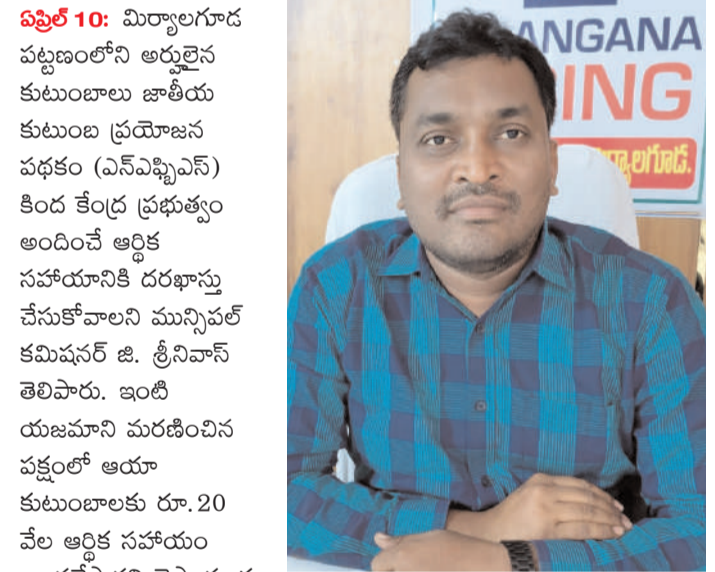 ఏప్రిల్ 10: మిర్యాలగూడ
పట్టణంలోని అర్హులైన
కుటుంబాలు జాతీయ
కుటుంబ ప్రయోజన
పథకం (ఎన్ఎఫ్బిఎస్)
కింద కేంద్ర ప్రభుత్వం
అందించే ఆర్థిక
సహాయానికి దరఖాస్తు
చేసుకోవాలని మున్సిపల్
కమిషనర్ జి. శ్రీనివాస్
తెలిపారు. ఇంటి
యజమాని మరణించిన
పక్షంలో ఆయా
కుటుంబాలకు రూ.20
వేల ఆర్థిక సహాయం
ANGANA
ING
ర్యాలగూడ.